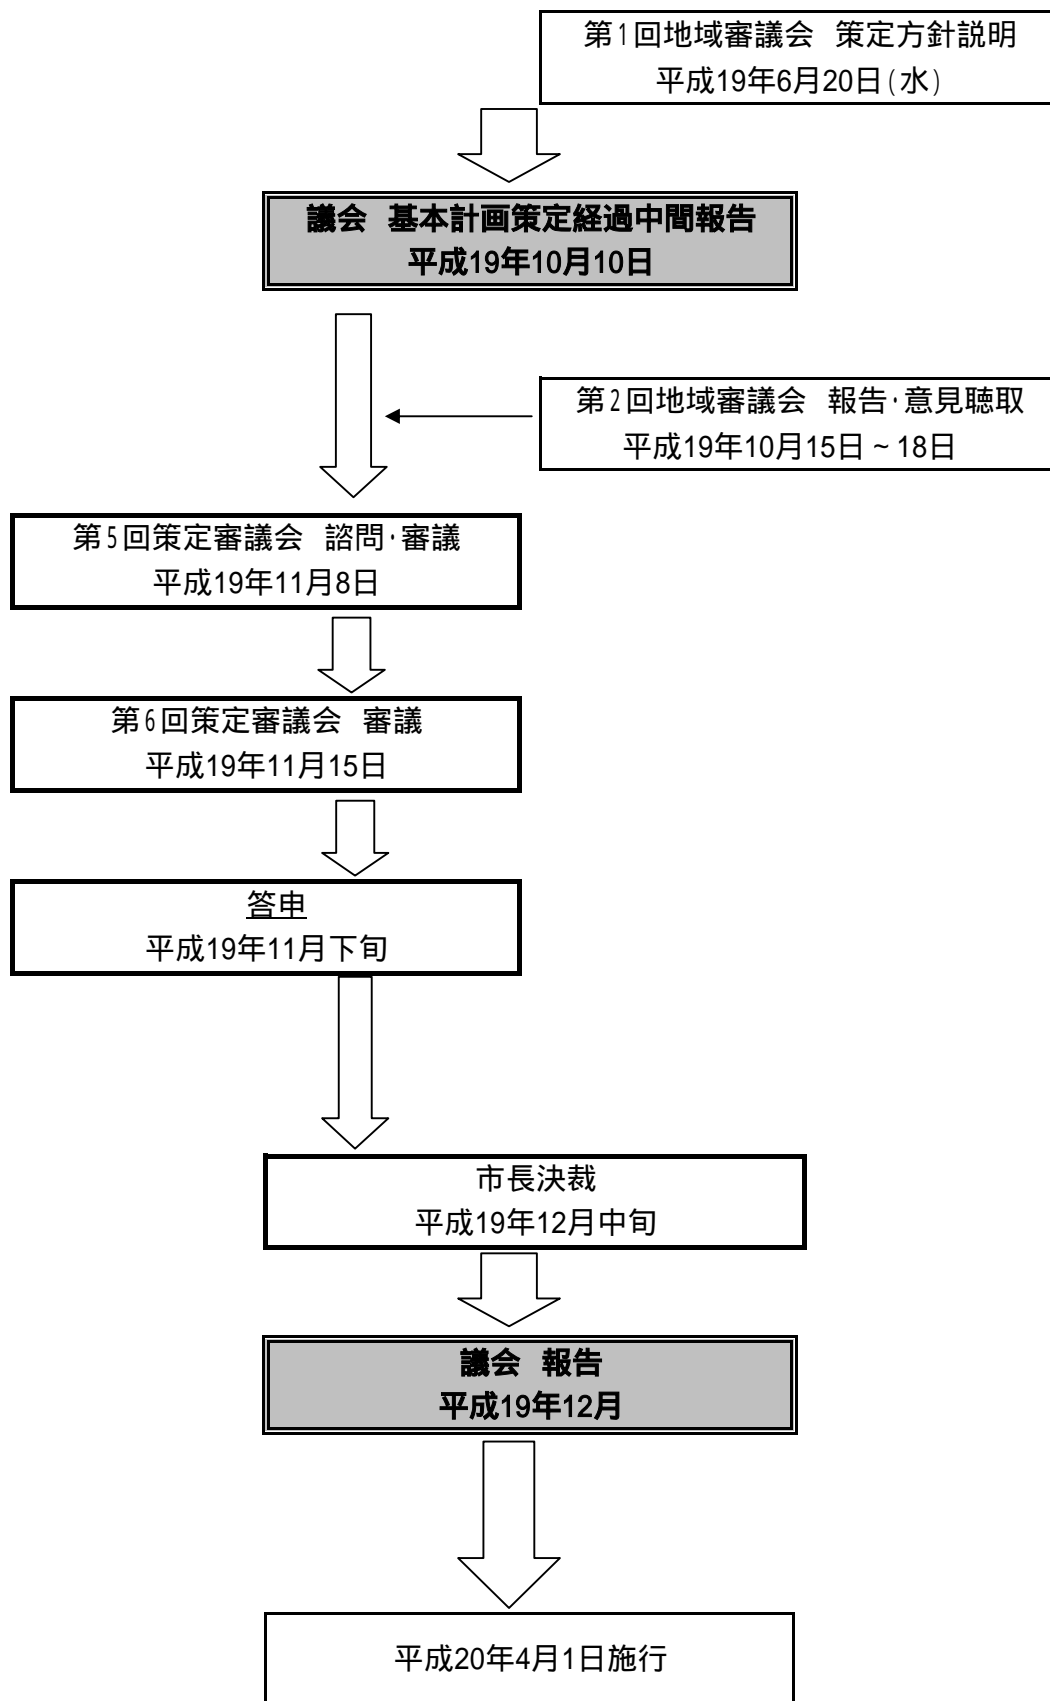 第1回地域審議会　策定方針説明
平成19年6月20日(水)
議会　基本計画策定経過中間報告
平成19年10月10日
第2回地域審議会　報告・意見聴取
平成19年10月15日～18日
第5回策定審議会　諮問・審議
平成19年11月8日
第6回策定審議会　審議
平成19年11月15日
答申
平成19年11月下旬
市長決裁
平成19年12月中旬
議会　報告
平成19年12月
平成20年4月1日施行